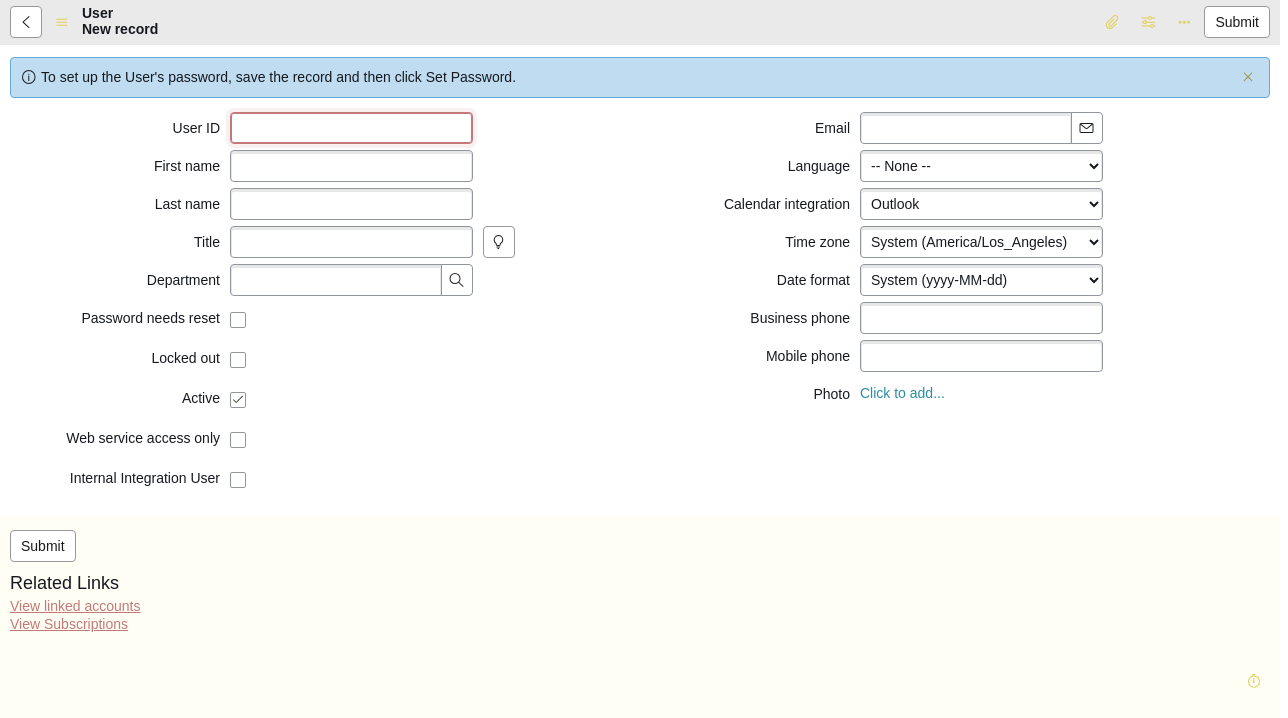 User
New record
Submit
To set up the User's password, save the record and then click Set Password.
User ID
First name
Last name
Title
Department
Password needs reset
Locked out
Active
Web service access only
Internal Integration User
Email
Language -- None --
Calendar integration Outlook
Time zone System (America/Los_Angeles)
Date format System (yyyy-MM-dd)
Business phone
Mobile phone
Photo Click to add...
Submit
Related Links
View linked accounts
View Subscriptions